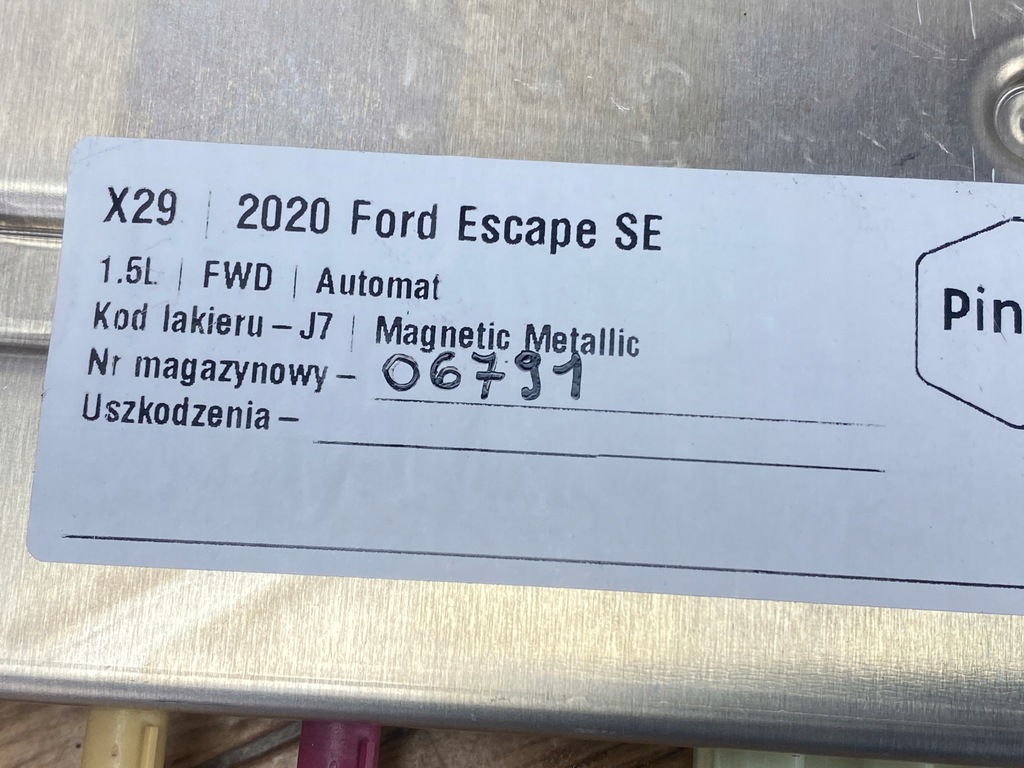 X29 | 2020 Ford Escape SE
1.5L | FWD | Automat
Kod lakieru – J7 | Magnetic Metallic
Nr magazynowy – 06791
Uszkodzenia –
Pin